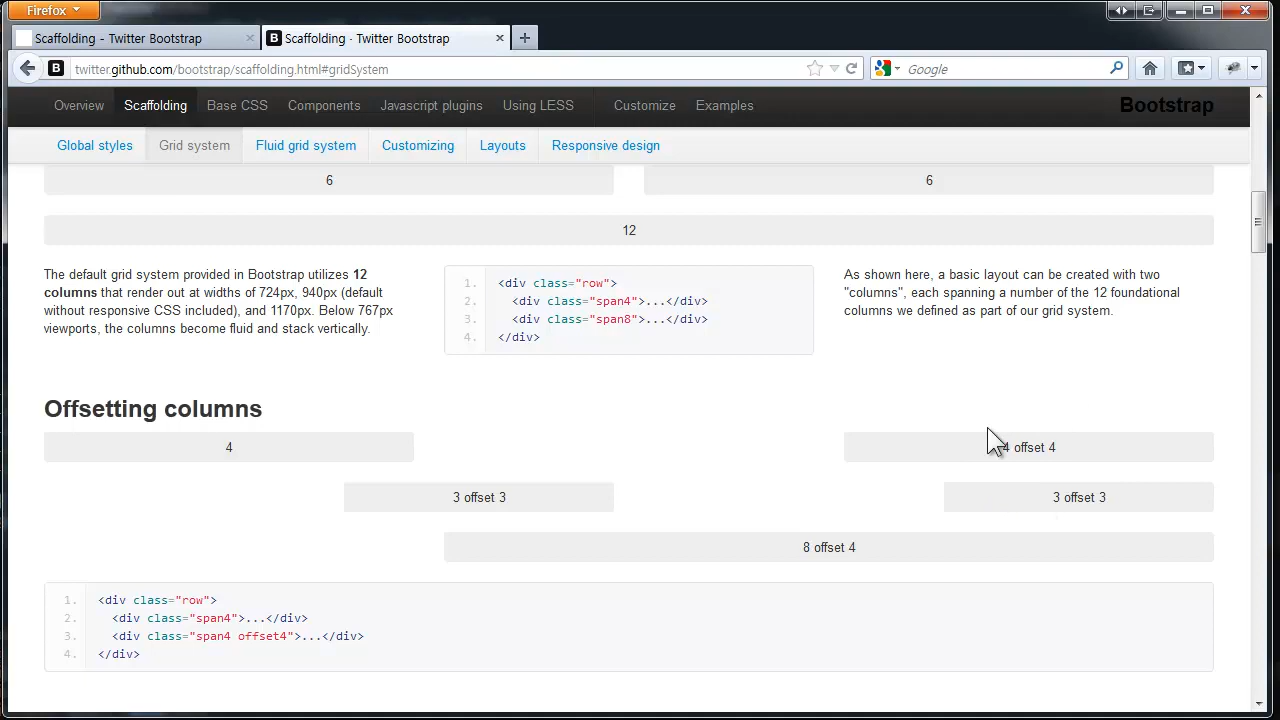 Firefox
Scaffolding - Twitter Bootstrap
Scaffolding · Twitter Bootstrap
twitter.github.com/bootstrap/scaffolding.html#gridSystem
Google
Overview Scaffolding Base CSS Components Javascript plugins Using LESS Customize Examples Bootstrap
Global styles Grid system Fluid grid system Customizing Layouts Responsive design
6 6
12
The default grid system provided in Bootstrap utilizes 12
columns that render out at widths of 724px, 940px (default
without responsive CSS included), and 1170px. Below 767px
viewports, the columns become fluid and stack vertically.
1. <div class="row">
2. <div class="span4">...</div>
3. <div class="span8">...</div>
4. </div>
As shown here, a basic layout can be created with two
"columns", each spanning a number of the 12 foundational
columns we defined as part of our grid system.
Offsetting columns
4 4 offset 4
3 offset 3 3 offset 3
8 offset 4
1. <div class="row">
2. <div class="span4">...</div>
3. <div class="span4 offset4">...</div>
4. </div>